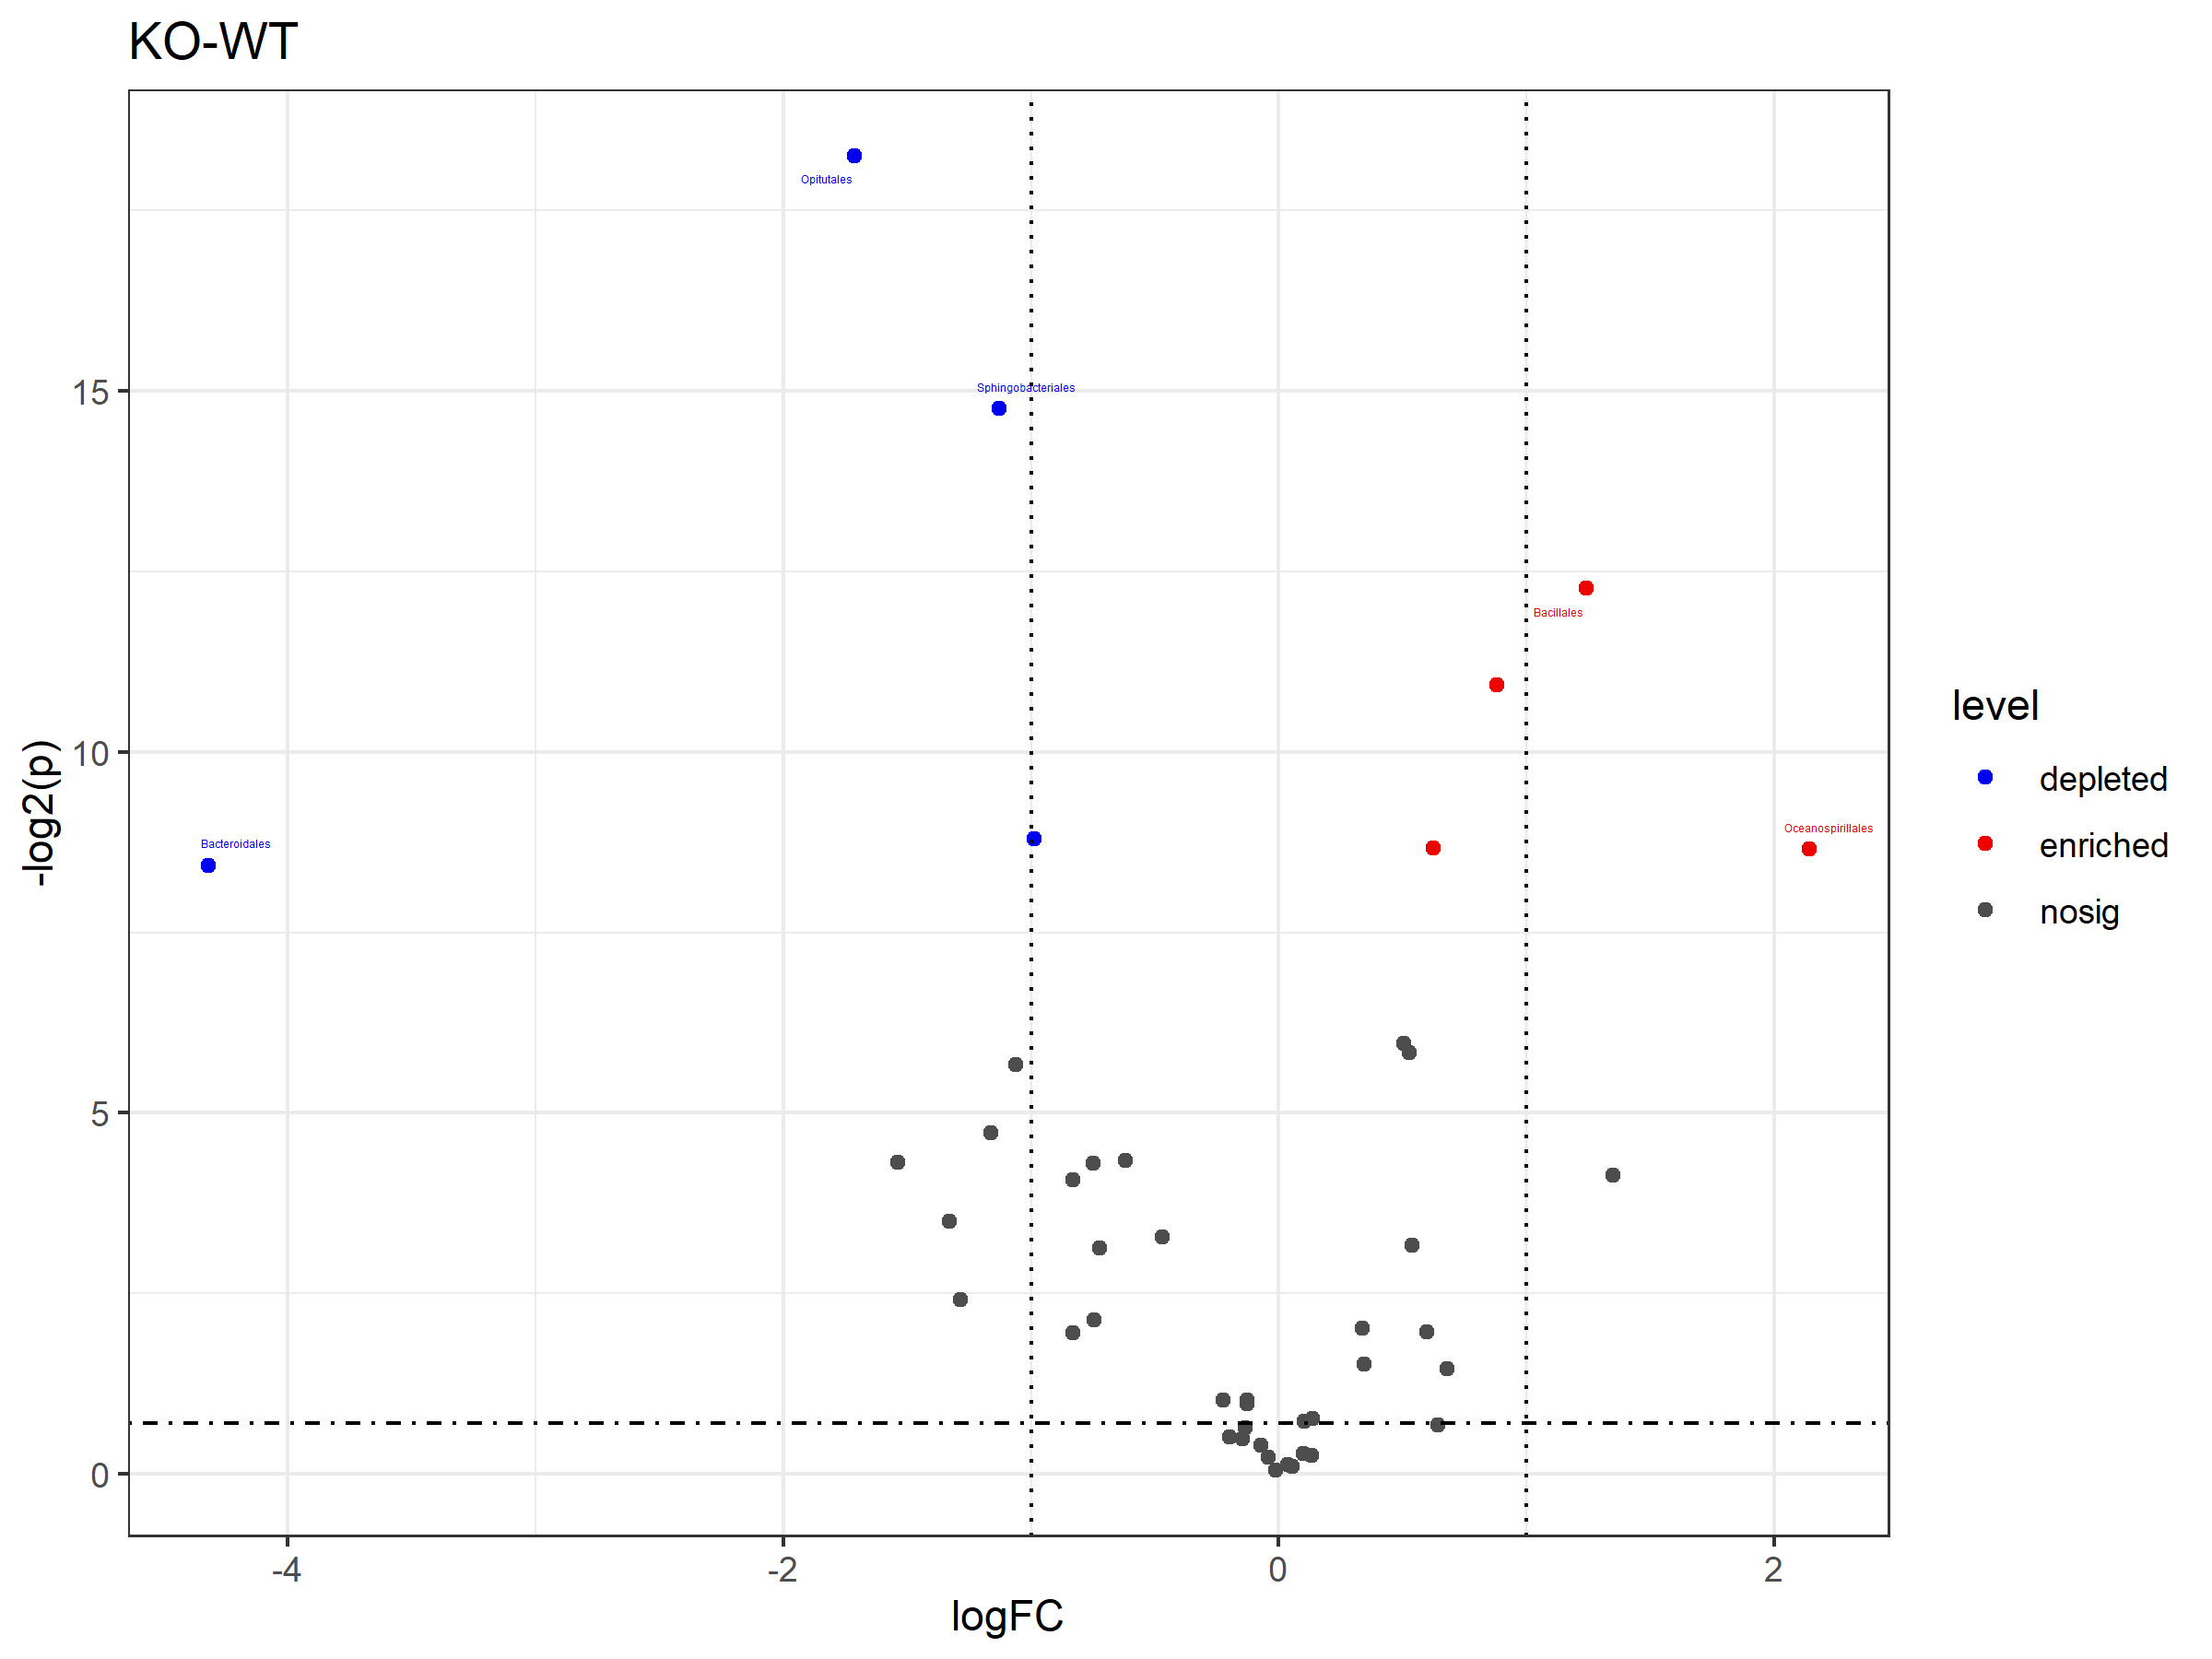 KO-WT
Opitutales
Sphingobacteriales
Bacillales
Oceanospirillales
Bacteroidales
15
10
5
0
-log2(p)
-4
-2
0
2
logFC
level
depleted
enriched
nosig